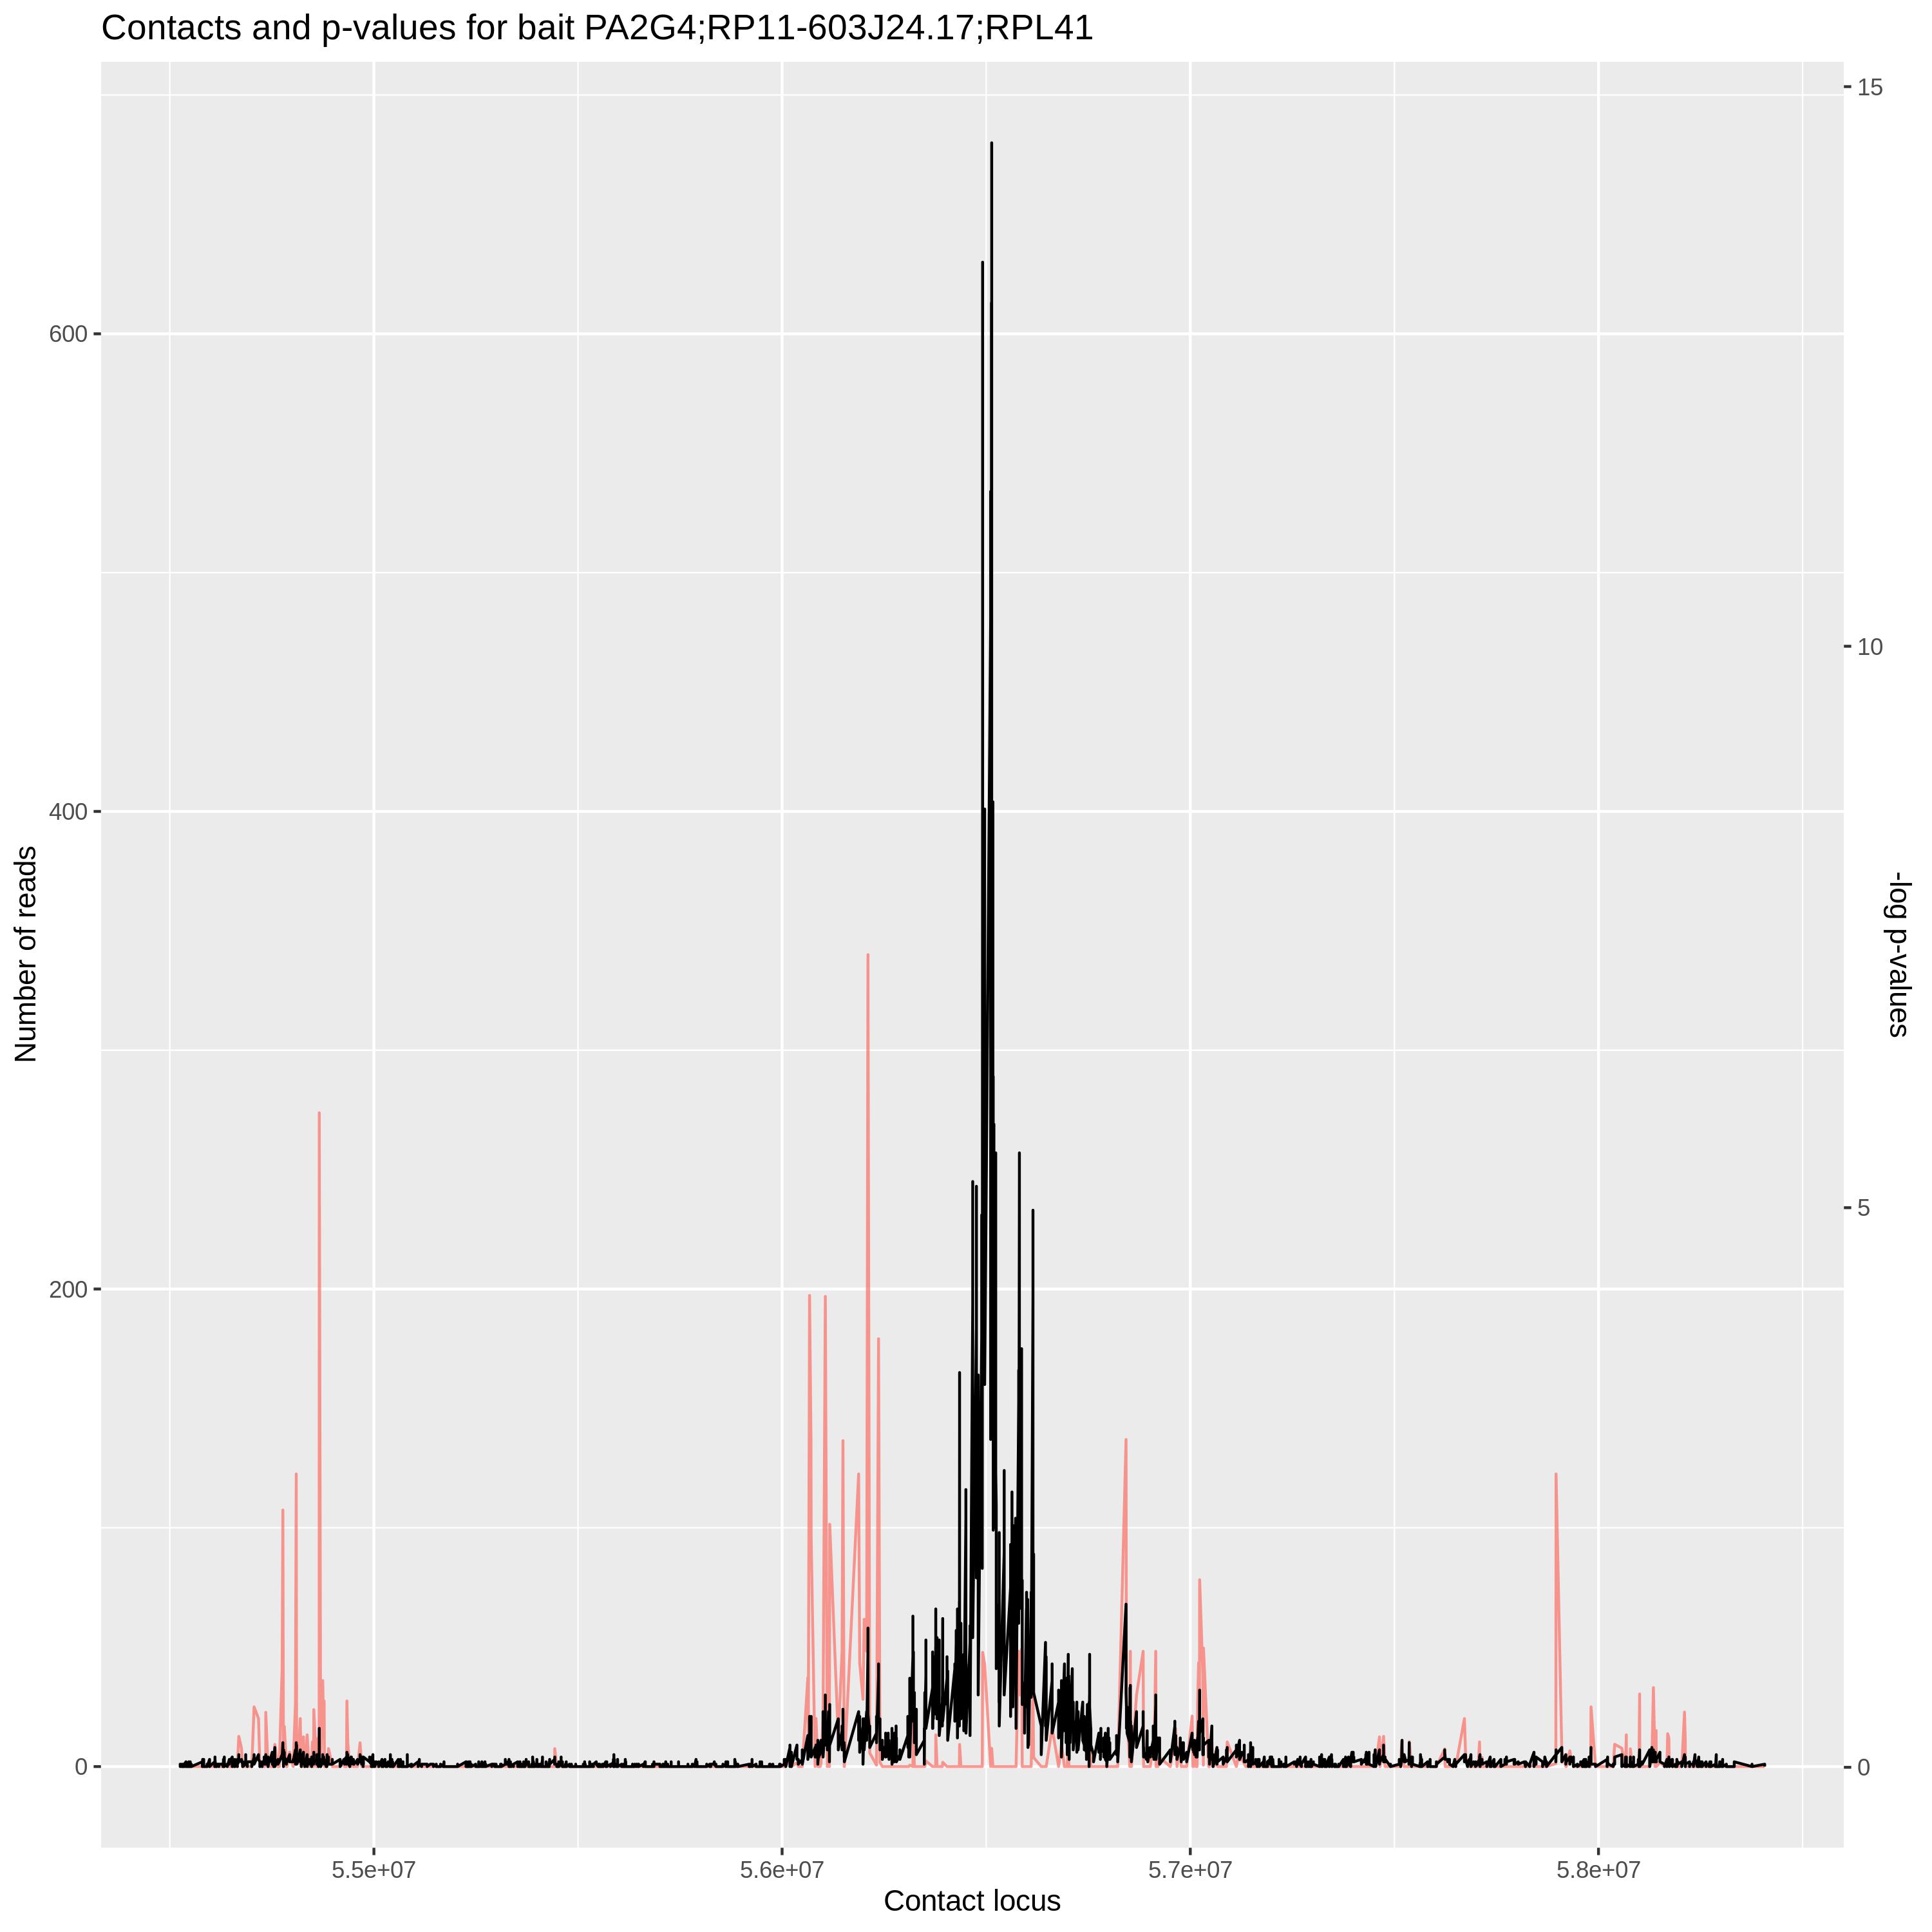 Contacts and p-values for bait PA2G4;RP11-603J24.17;RPL41
15
600
10
400
Number of reads
-log p-values
5
200
0
0
5.5e+07
5.6e+07
5.7e+07
5.8e+07
Contact locus